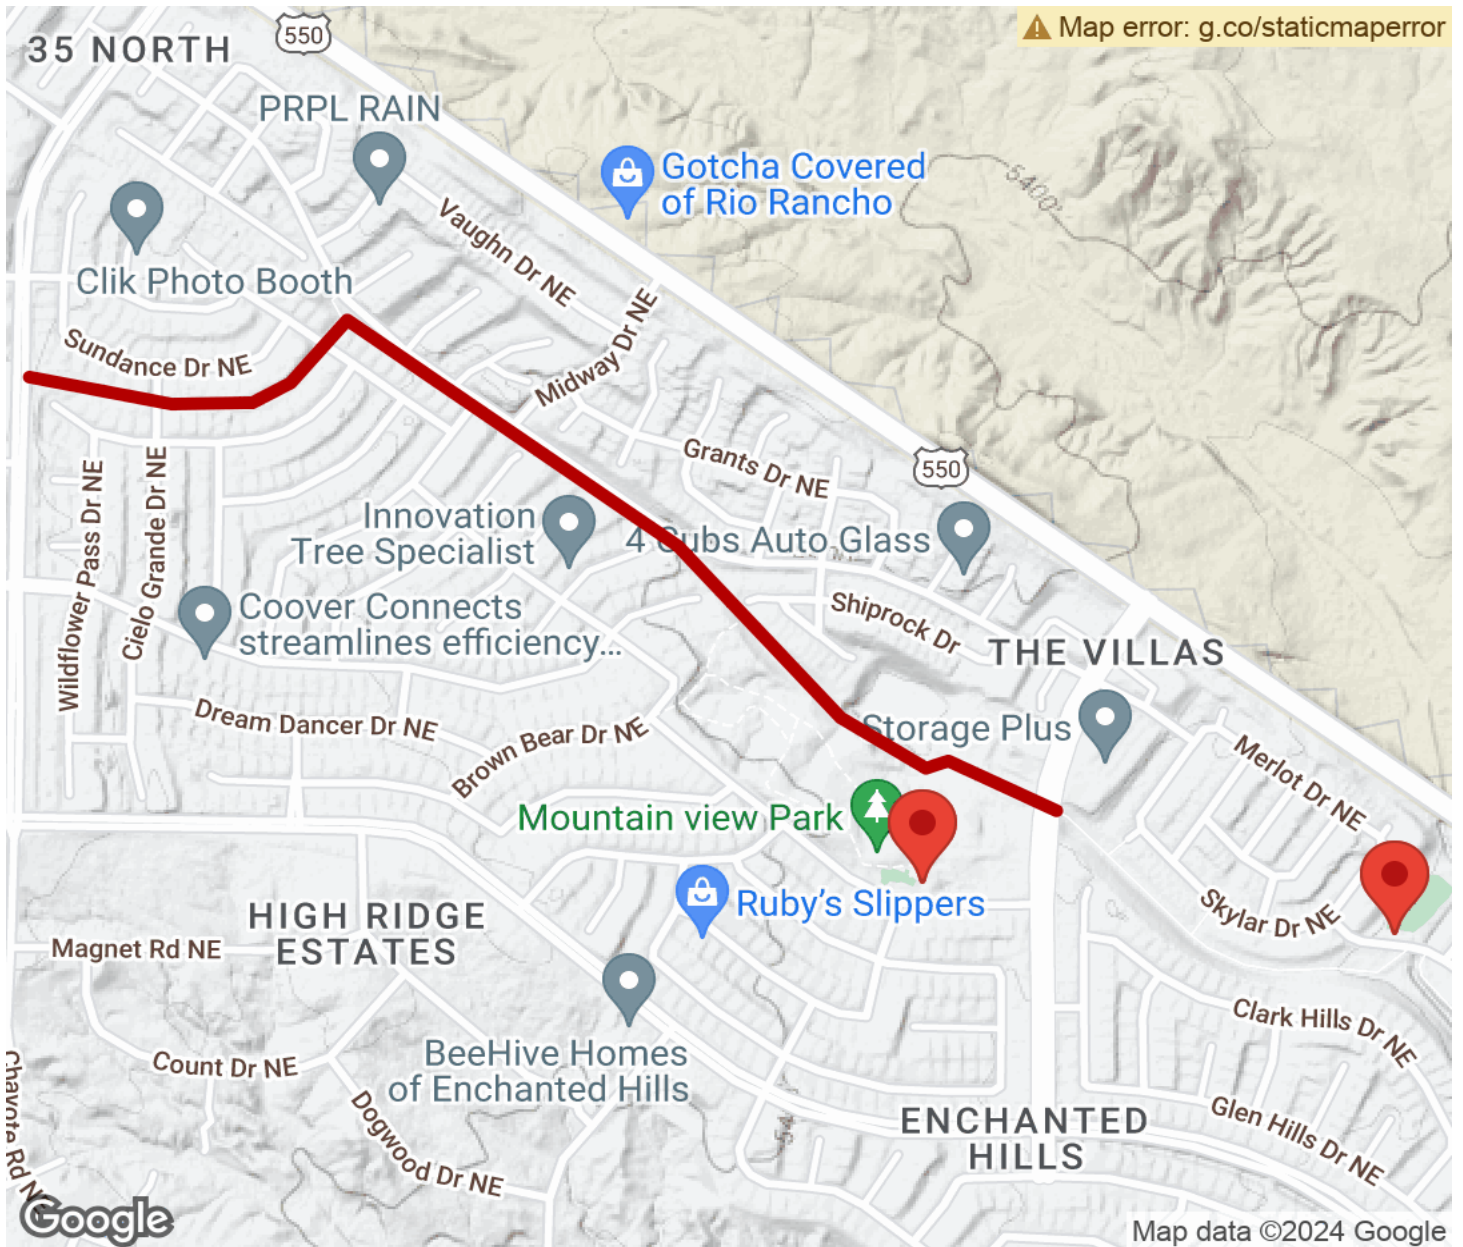 35 NORTH
550
Map error: g.co/staticmaperror
PRPL RAIN
Gotcha Covered
of Rio Rancho
5400'
Vaughn Dr NE
Clik Photo Booth
Sundance Dr NE
Midway Dr NE
Grants Dr NE
550
Wildflower Pass Dr NE
Cielo Grande Dr NE
Innovation
Tree Specialist
4 Cubs Auto Glass
Coover Connects
streamlines efficiency...
Shiprock Dr
THE VILLAS
Dream Dancer Dr NE
Brown Bear Dr NE
Storage Plus
Merlot Dr NE
Mountain view Park
Ruby's Slippers
Skylar Dr NE
HIGH RIDGE
ESTATES
Magnet Rd NE
Clark Hills Dr NE
Count Dr NE
BeeHive Homes
of Enchanted Hills
Chayote Rd NE
Dogwood Dr NE
54
ENCHANTED
HILLS
Glen Hills Dr NE
Google
Map data ©2024 Google